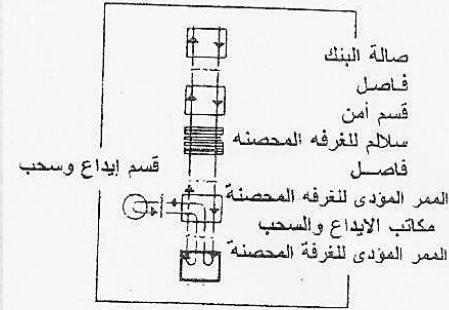 صالة البنك
فاصل
قسم أمن
سلالم للغرفه المحصنه
فاصل
قسم إيداع وسحب
الممر المؤدى للغرفه المحصنة
مكاتب الايداع والسحب
الممر المؤدى للغرفة المحصنة